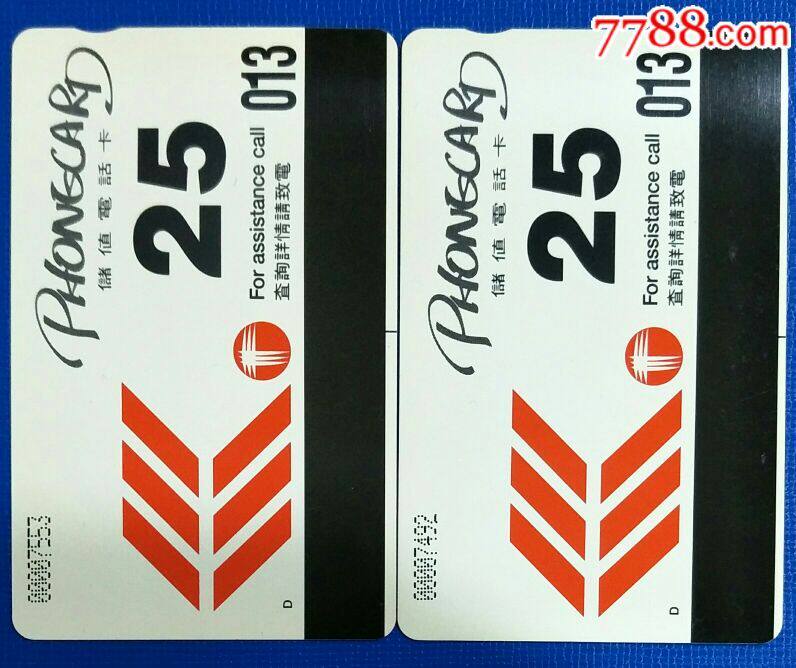 7788.com
PHONECARD
儲值電話卡
25
For assistance call 013
查詢詳情請致電
00007553
D
PHONECARD
儲值電話卡
25
For assistance call 013
查詢詳情請致電
00007492
D